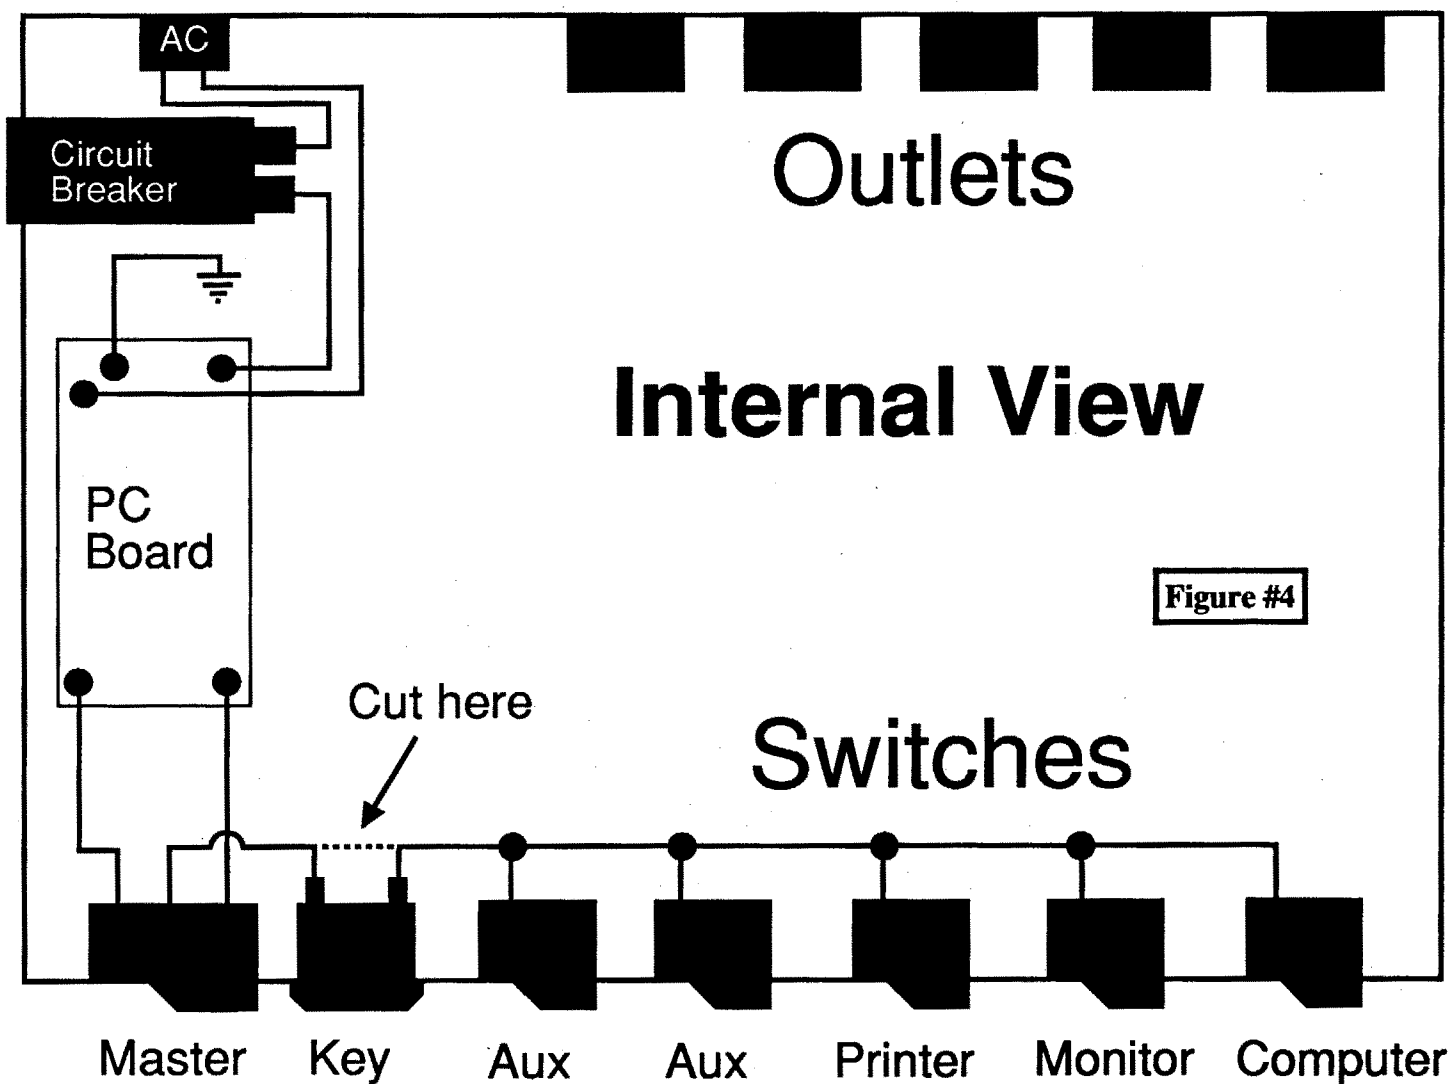 AC
Circuit
Breaker
Outlets
Internal View
PC
Board
Figure #4
Cut here
Switches
Master Key Aux Aux Printer Monitor Computer